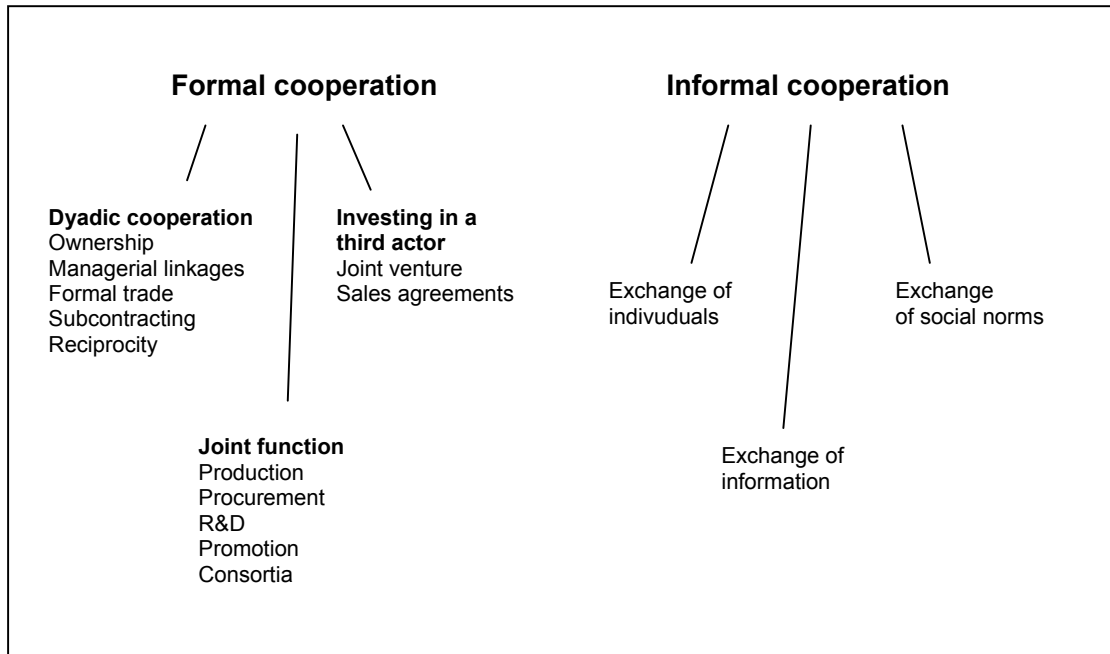 Formal cooperation
Informal cooperation
Dyadic cooperation
Ownership
Managerial linkages
Formal trade
Subcontracting
Reciprocity
Investing in a
third actor
Joint venture
Sales agreements
Joint function
Production
Procurement
R&D
Promotion
Consortia
Exchange of
indivuduals
Exchange of
information
Exchange
of social norms